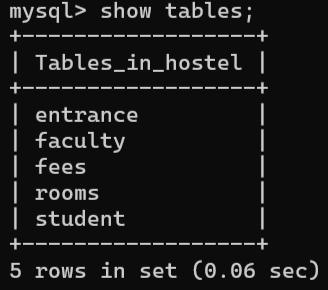 mysql> show tables;
+------------------+
| Tables_in_hostel |
+------------------+
| entrance         |
| faculty          |
| fees             |
| rooms            |
| student          |
+------------------+
5 rows in set (0.06 sec)